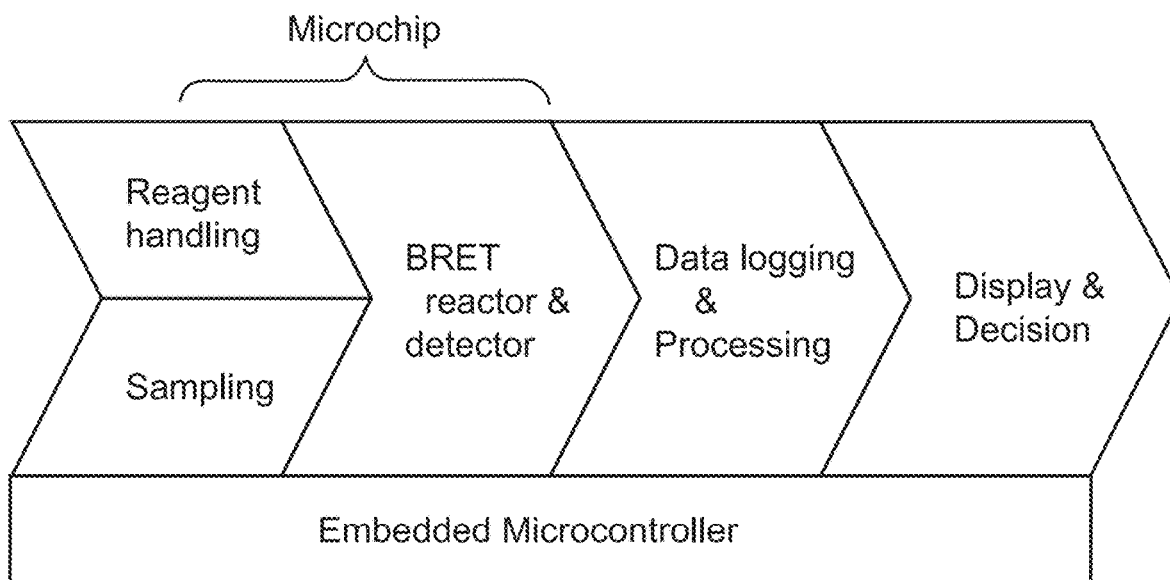 Microchip
Reagent
handling
Sampling
BRET
reactor &
detector
Data logging
&
Processing
Display &
Decision
Embedded Microcontroller